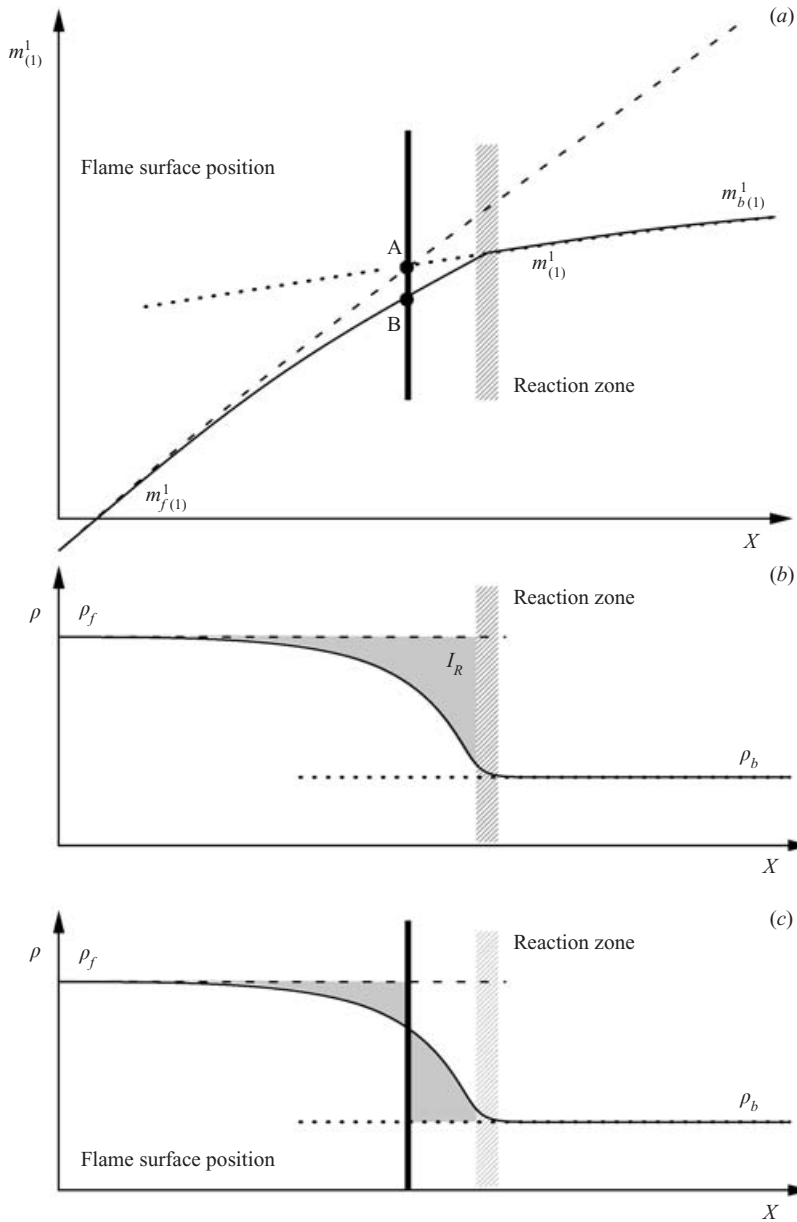 (a)
m¹₍₁₎
Flame surface position
m¹_b(1)
A
m¹₍₁₎
B
Reaction zone
m¹_f(1)
X
(b)
Reaction zone
ρ
ρ_f
I_R
ρ_b
X
(c)
Reaction zone
ρ
ρ_f
ρ_b
Flame surface position
X